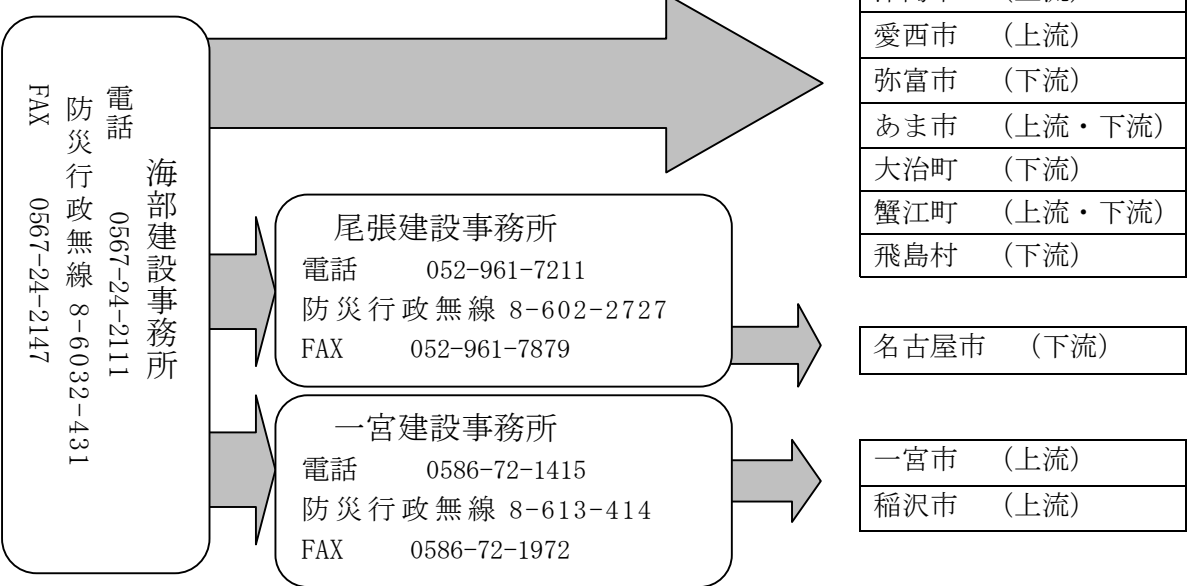 海部建設事務所
電話　0567-24-2111
防災行政無線 8-6032-431
FAX　0567-24-2147
尾張建設事務所
電話　052-961-7211
防災行政無線 8-602-2727
FAX　052-961-7879
一宮建設事務所
電話　0586-72-1415
防災行政無線 8-613-414
FAX　0586-72-1972
愛西市　（上流）
弥富市　（下流）
あま市　（上流・下流）
大治町　（下流）
蟹江町　（上流・下流）
飛島村　（下流）
名古屋市　（下流）
一宮市　（上流）
稲沢市　（上流）